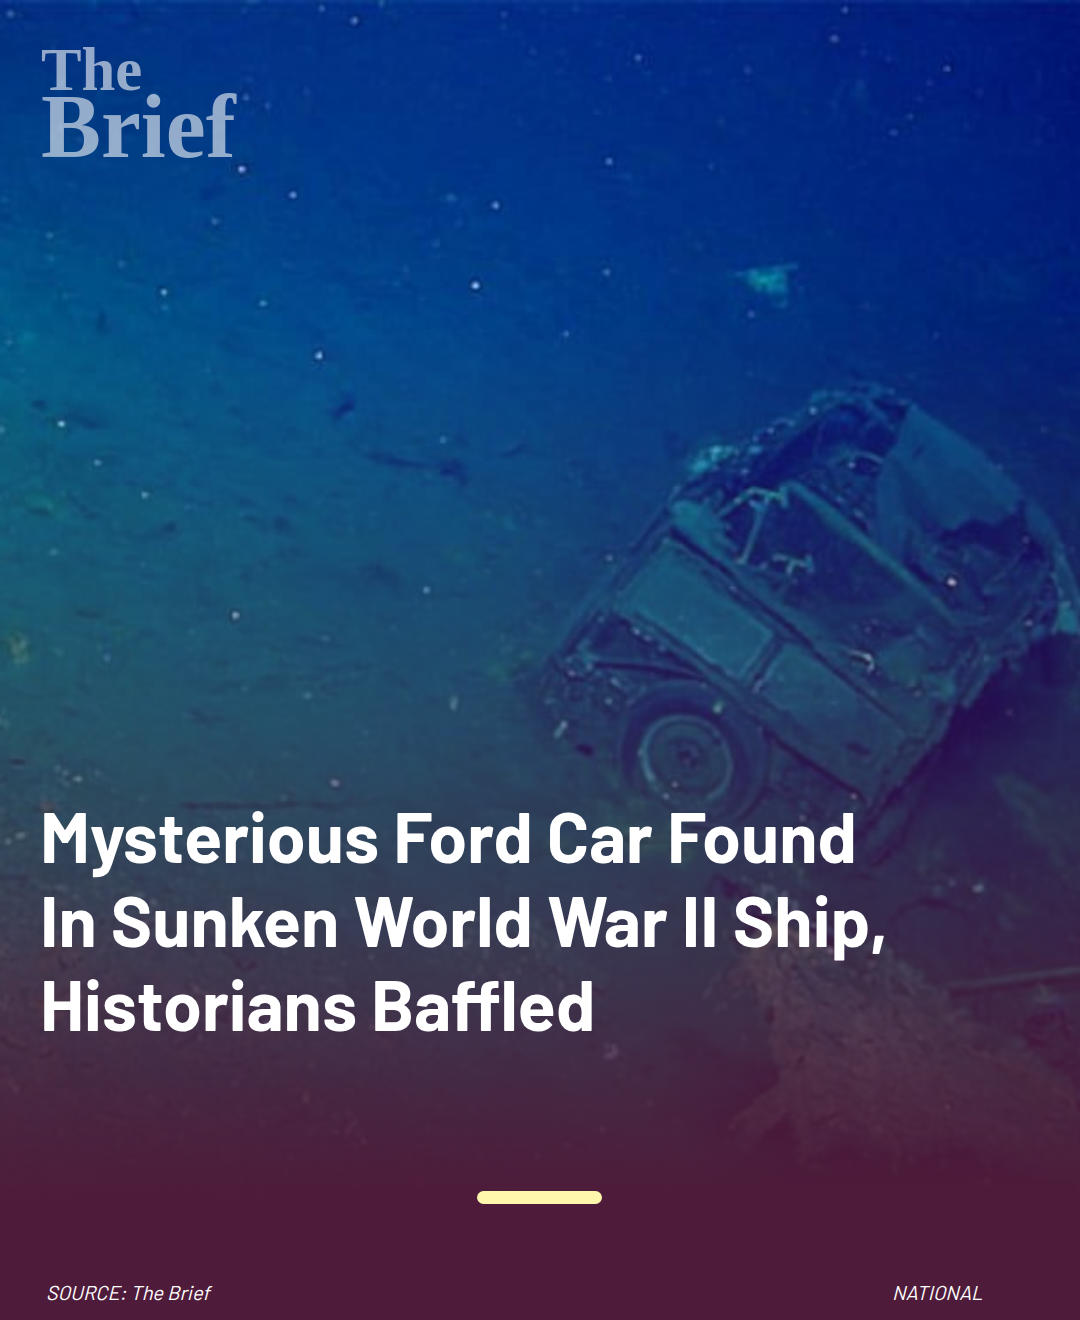 The
Brief
Mysterious Ford Car Found
In Sunken World War II Ship,
Historians Baffled
SOURCE: The Brief
NATIONAL